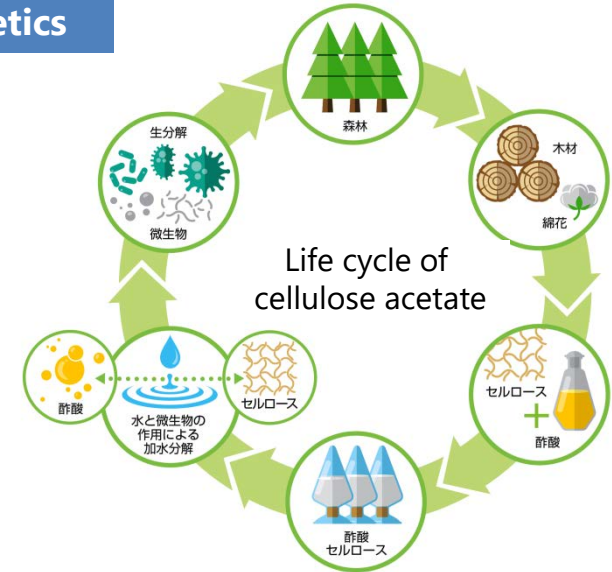 etics
森林
木材
綿花
セルロース
酢酸
酢酸
セルロース
水と微生物の
作用による
加水分解
酢酸
セルロース
生分解
微生物
Life cycle of
cellulose acetate